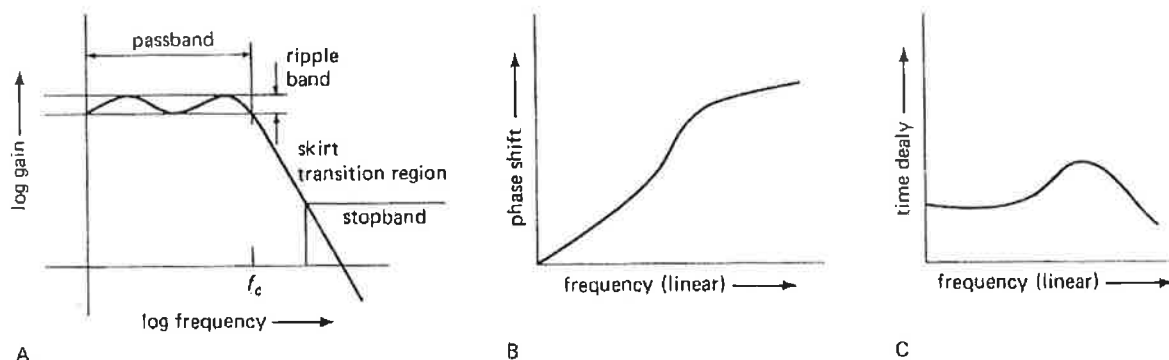 passband
ripple
band
log gain
skirt
transition region
stopband
fc
log frequency
A
phase shift
frequency (linear)
B
time dealy
frequency (linear)
C